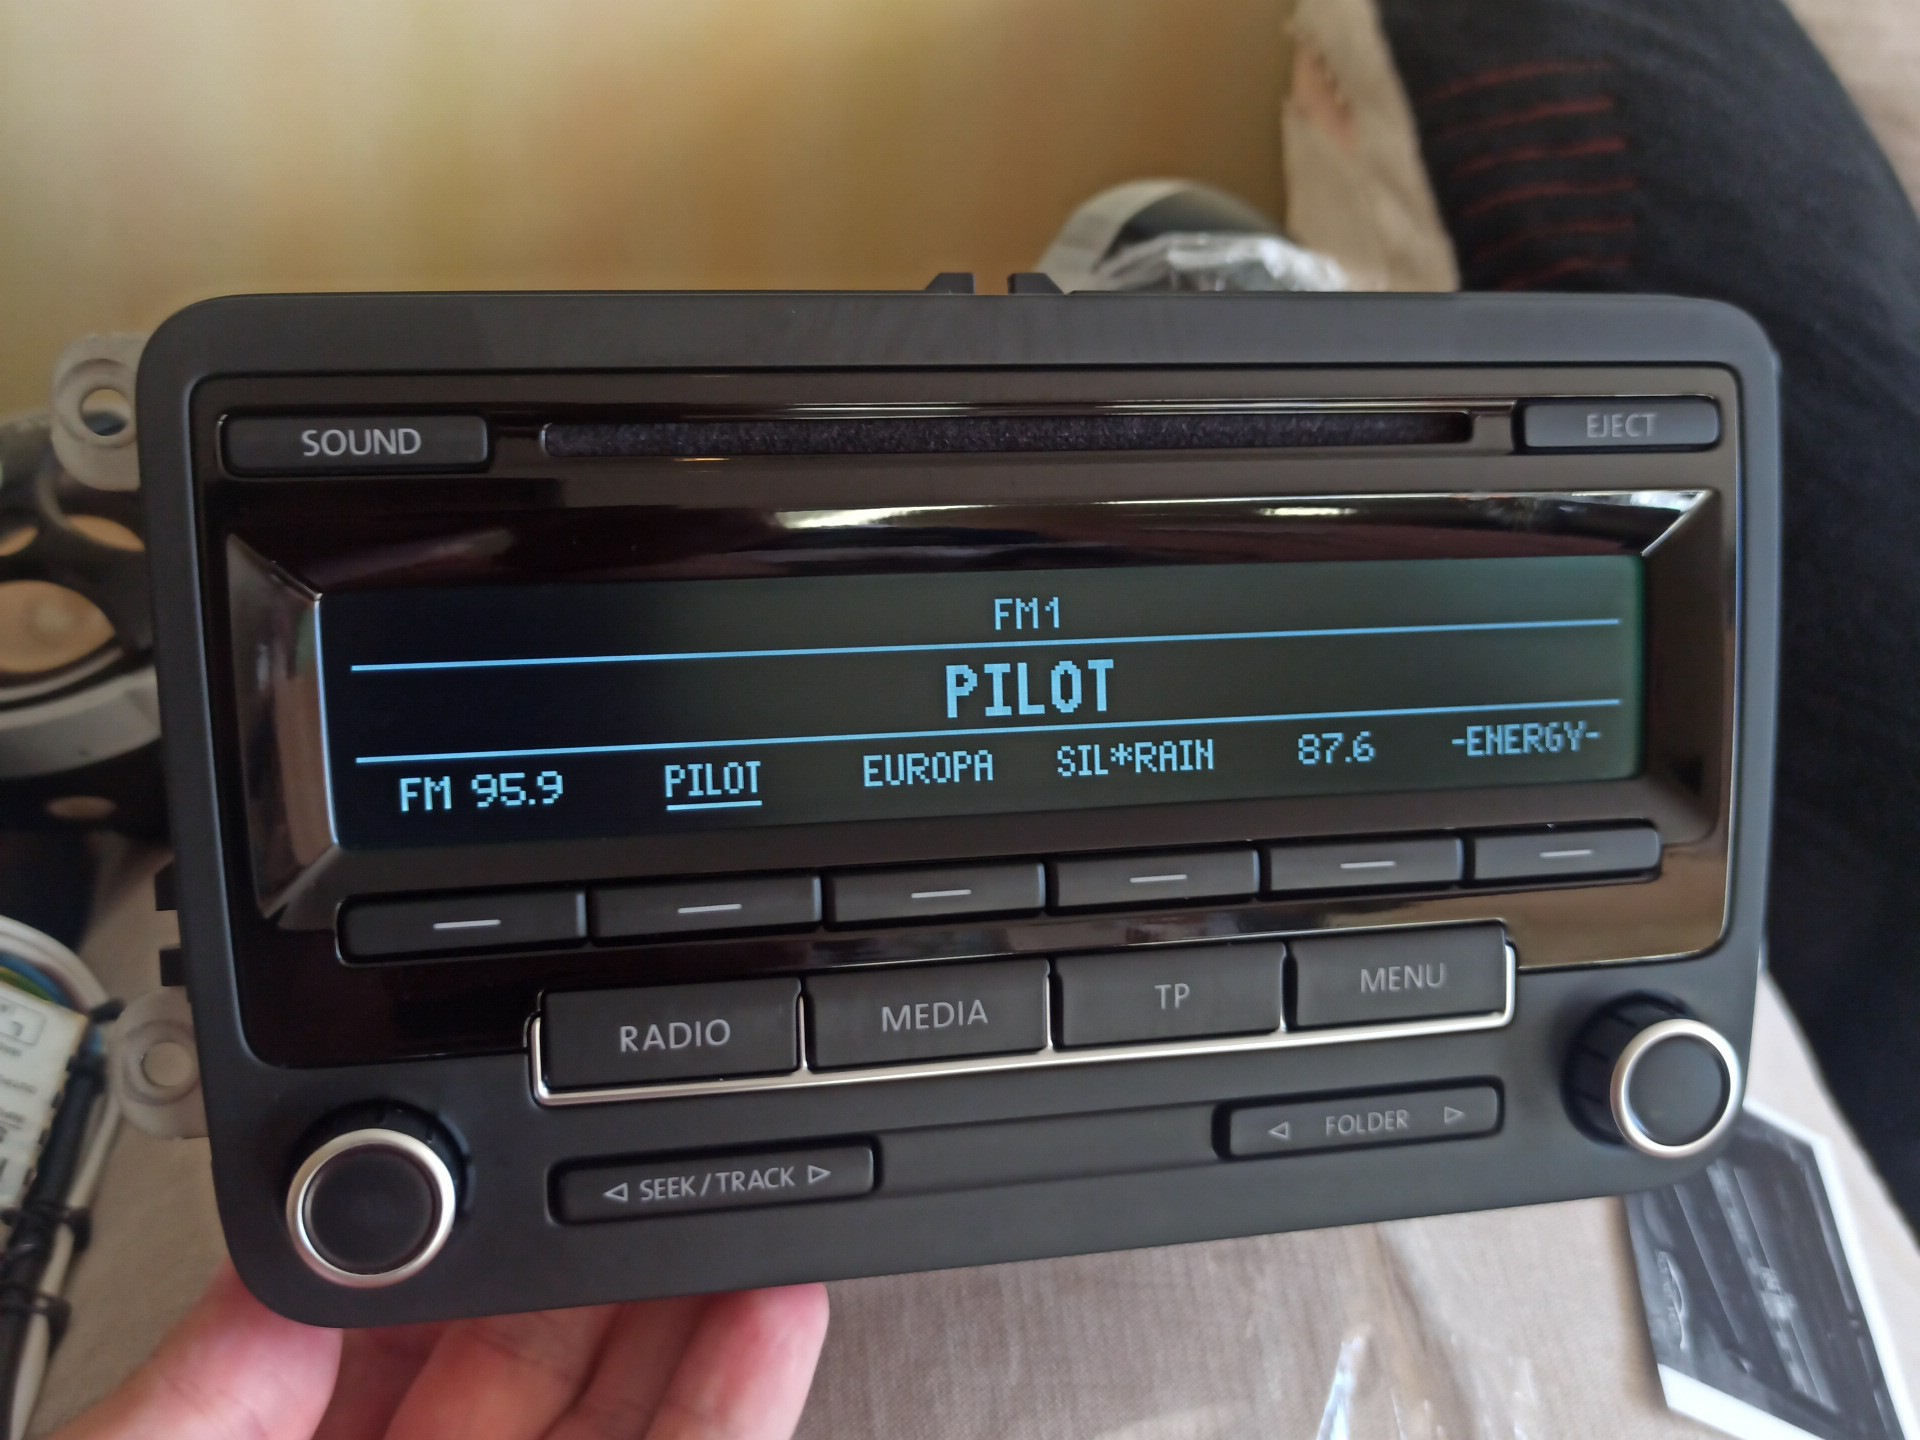 SOUND
EJECT
FM1
PILOT
FM 95.9 PILOT EUROPA SIL*RAIN 87.6 -ENERGY-
RADIO MEDIA TP MENU
◁ SEEK/TRACK ▷
◁ FOLDER ▷